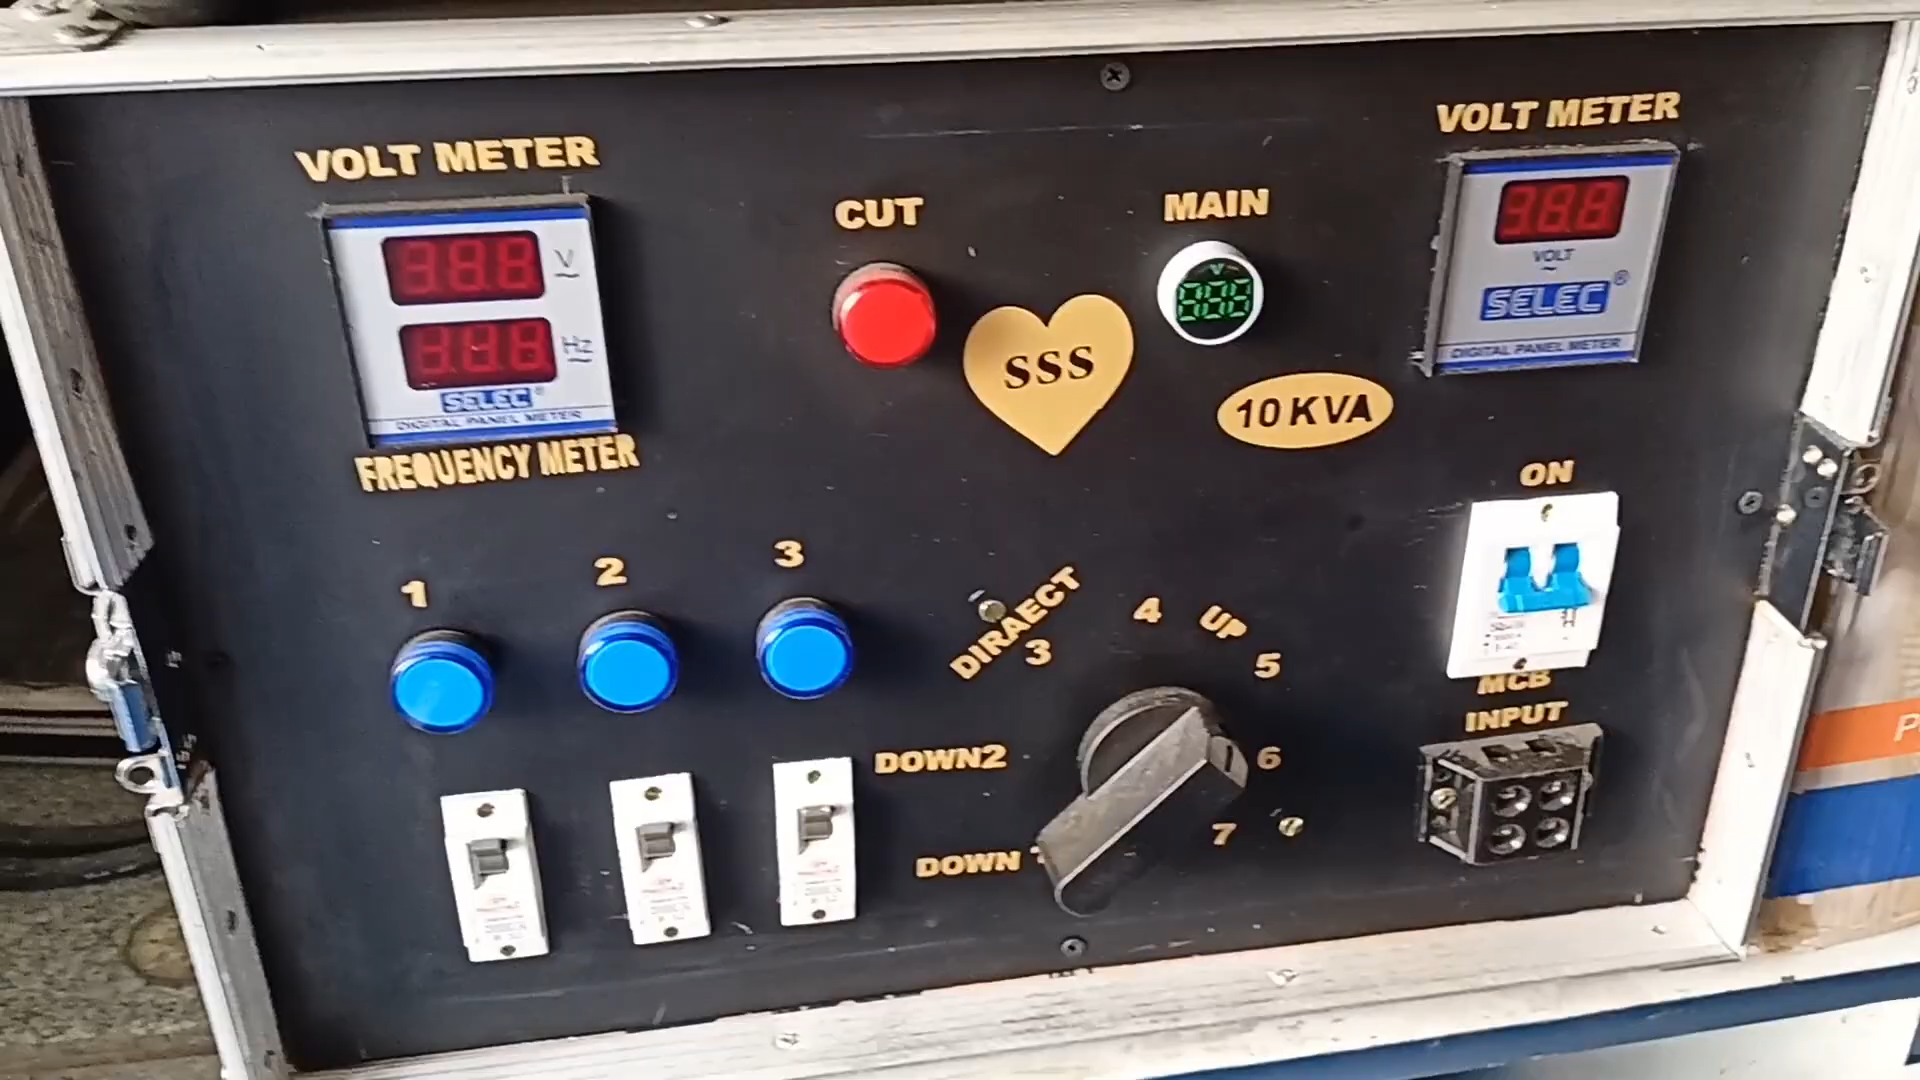 VOLT METER
V
Hz
SELEC
DIGITAL PANEL METER
FREQUENCY METER
CUT
MAIN
V
SSS
10 KVA
VOLT METER
VOLT
SELEC®
DIGITAL PANEL METER
ON
MCB
INPUT
1
2
3
DIRAECT
3
4
UP
5
6
7
DOWN2
DOWN